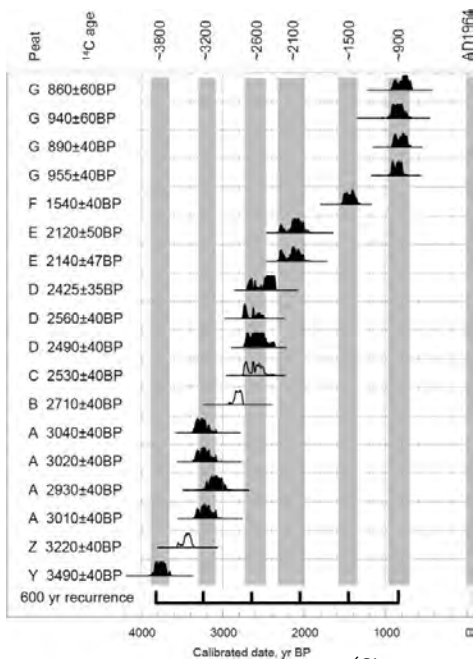 Peat 14C age ~3800 ~3200 ~2600 ~2100 ~1500 ~900 AD1964
G 860±60BP
G 940±60BP
G 890±40BP
G 955±40BP
F 1540±40BP
E 2120±50BP
E 2140±47BP
D 2425±35BP
D 2560±40BP
D 2490±40BP
C 2530±40BP
B 2710±40BP
A 3040±40BP
A 3020±40BP
A 2930±40BP
A 3010±40BP
Z 3220±40BP
Y 3490±40BP
600 yr recurrence
4000 3000 2000 1000
Calibrated date, yr BP